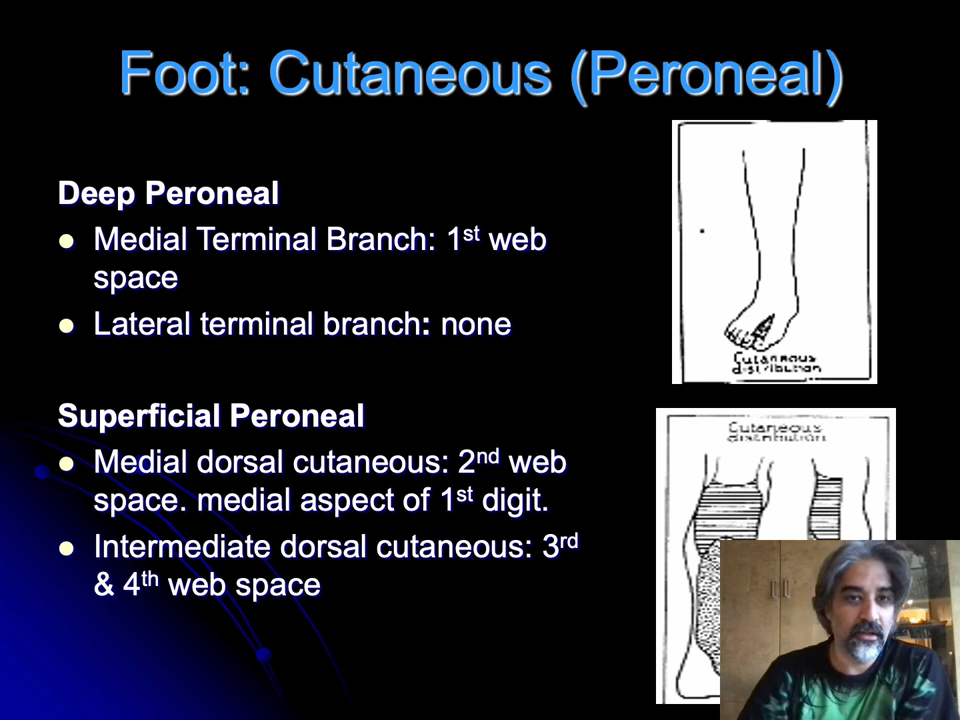 Foot: Cutaneous (Peroneal)
Deep Peroneal
Medial Terminal Branch: 1st web
space
Lateral terminal branch: none
Superficial Peroneal
Medial dorsal cutaneous: 2nd web
space. medial aspect of 1st digit.
Intermediate dorsal cutaneous: 3rd
& 4th web space
Cutaneous
distribution
Cutaneous
distribution